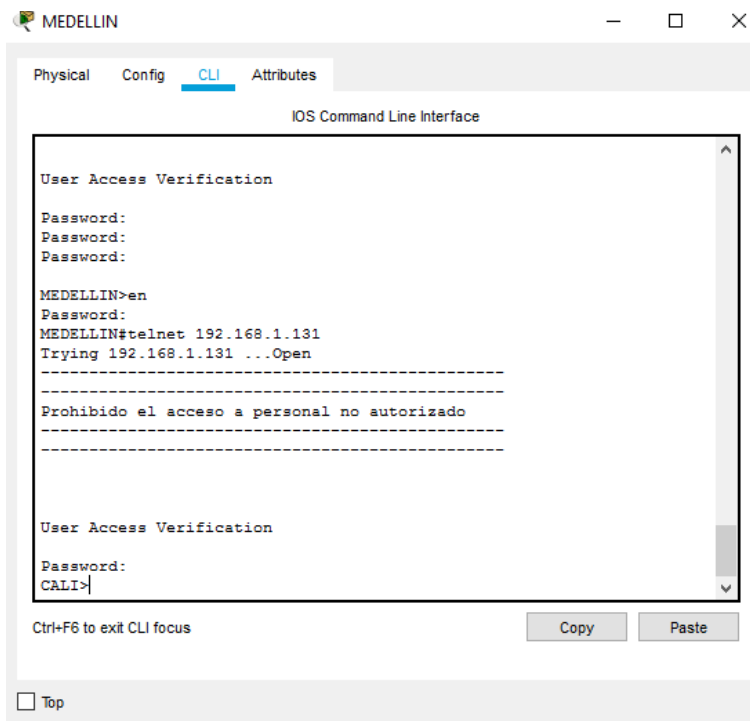 MEDELLIN
Physical Config CLI Attributes
IOS Command Line Interface
User Access Verification
Password:
Password:
Password:
MEDELLIN>en
Password:
MEDELLIN#telnet 192.168.1.131
Trying 192.168.1.131 ...Open
------------------------------------------------
------------------------------------------------
Prohibido el acceso a personal no autorizado
------------------------------------------------
------------------------------------------------
User Access Verification
Password:
CALI>
Ctrl+F6 to exit CLI focus
Copy Paste
Top